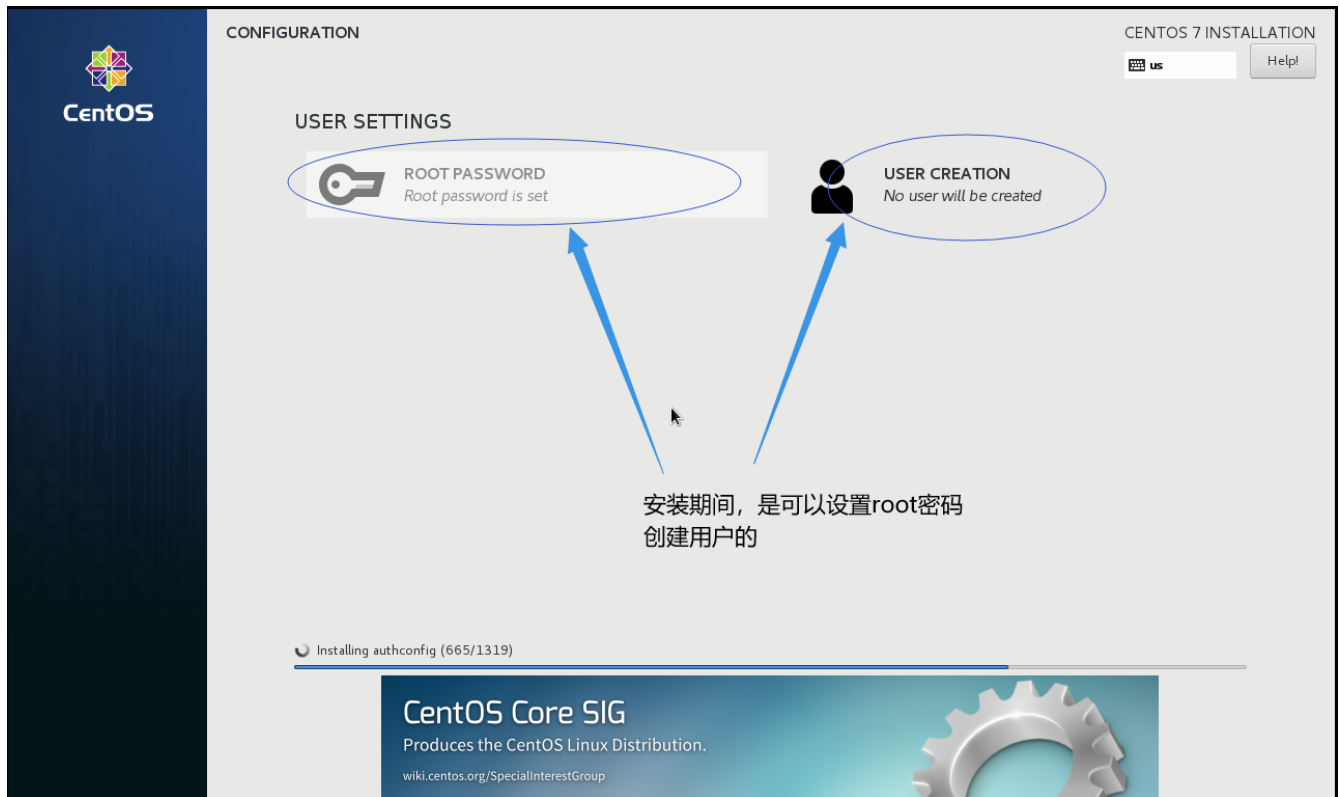 CONFIGURATION
CENTOS 7 INSTALLATION
us
Help!
CentOS
USER SETTINGS
ROOT PASSWORD
Root password is set
USER CREATION
No user will be created
安装期间，是可以设置root密码
创建用户的
Installing authconfig (665/1319)
CentOS Core SIG
Produces the CentOS Linux Distribution.
wiki.centos.org/SpecialInterestGroup